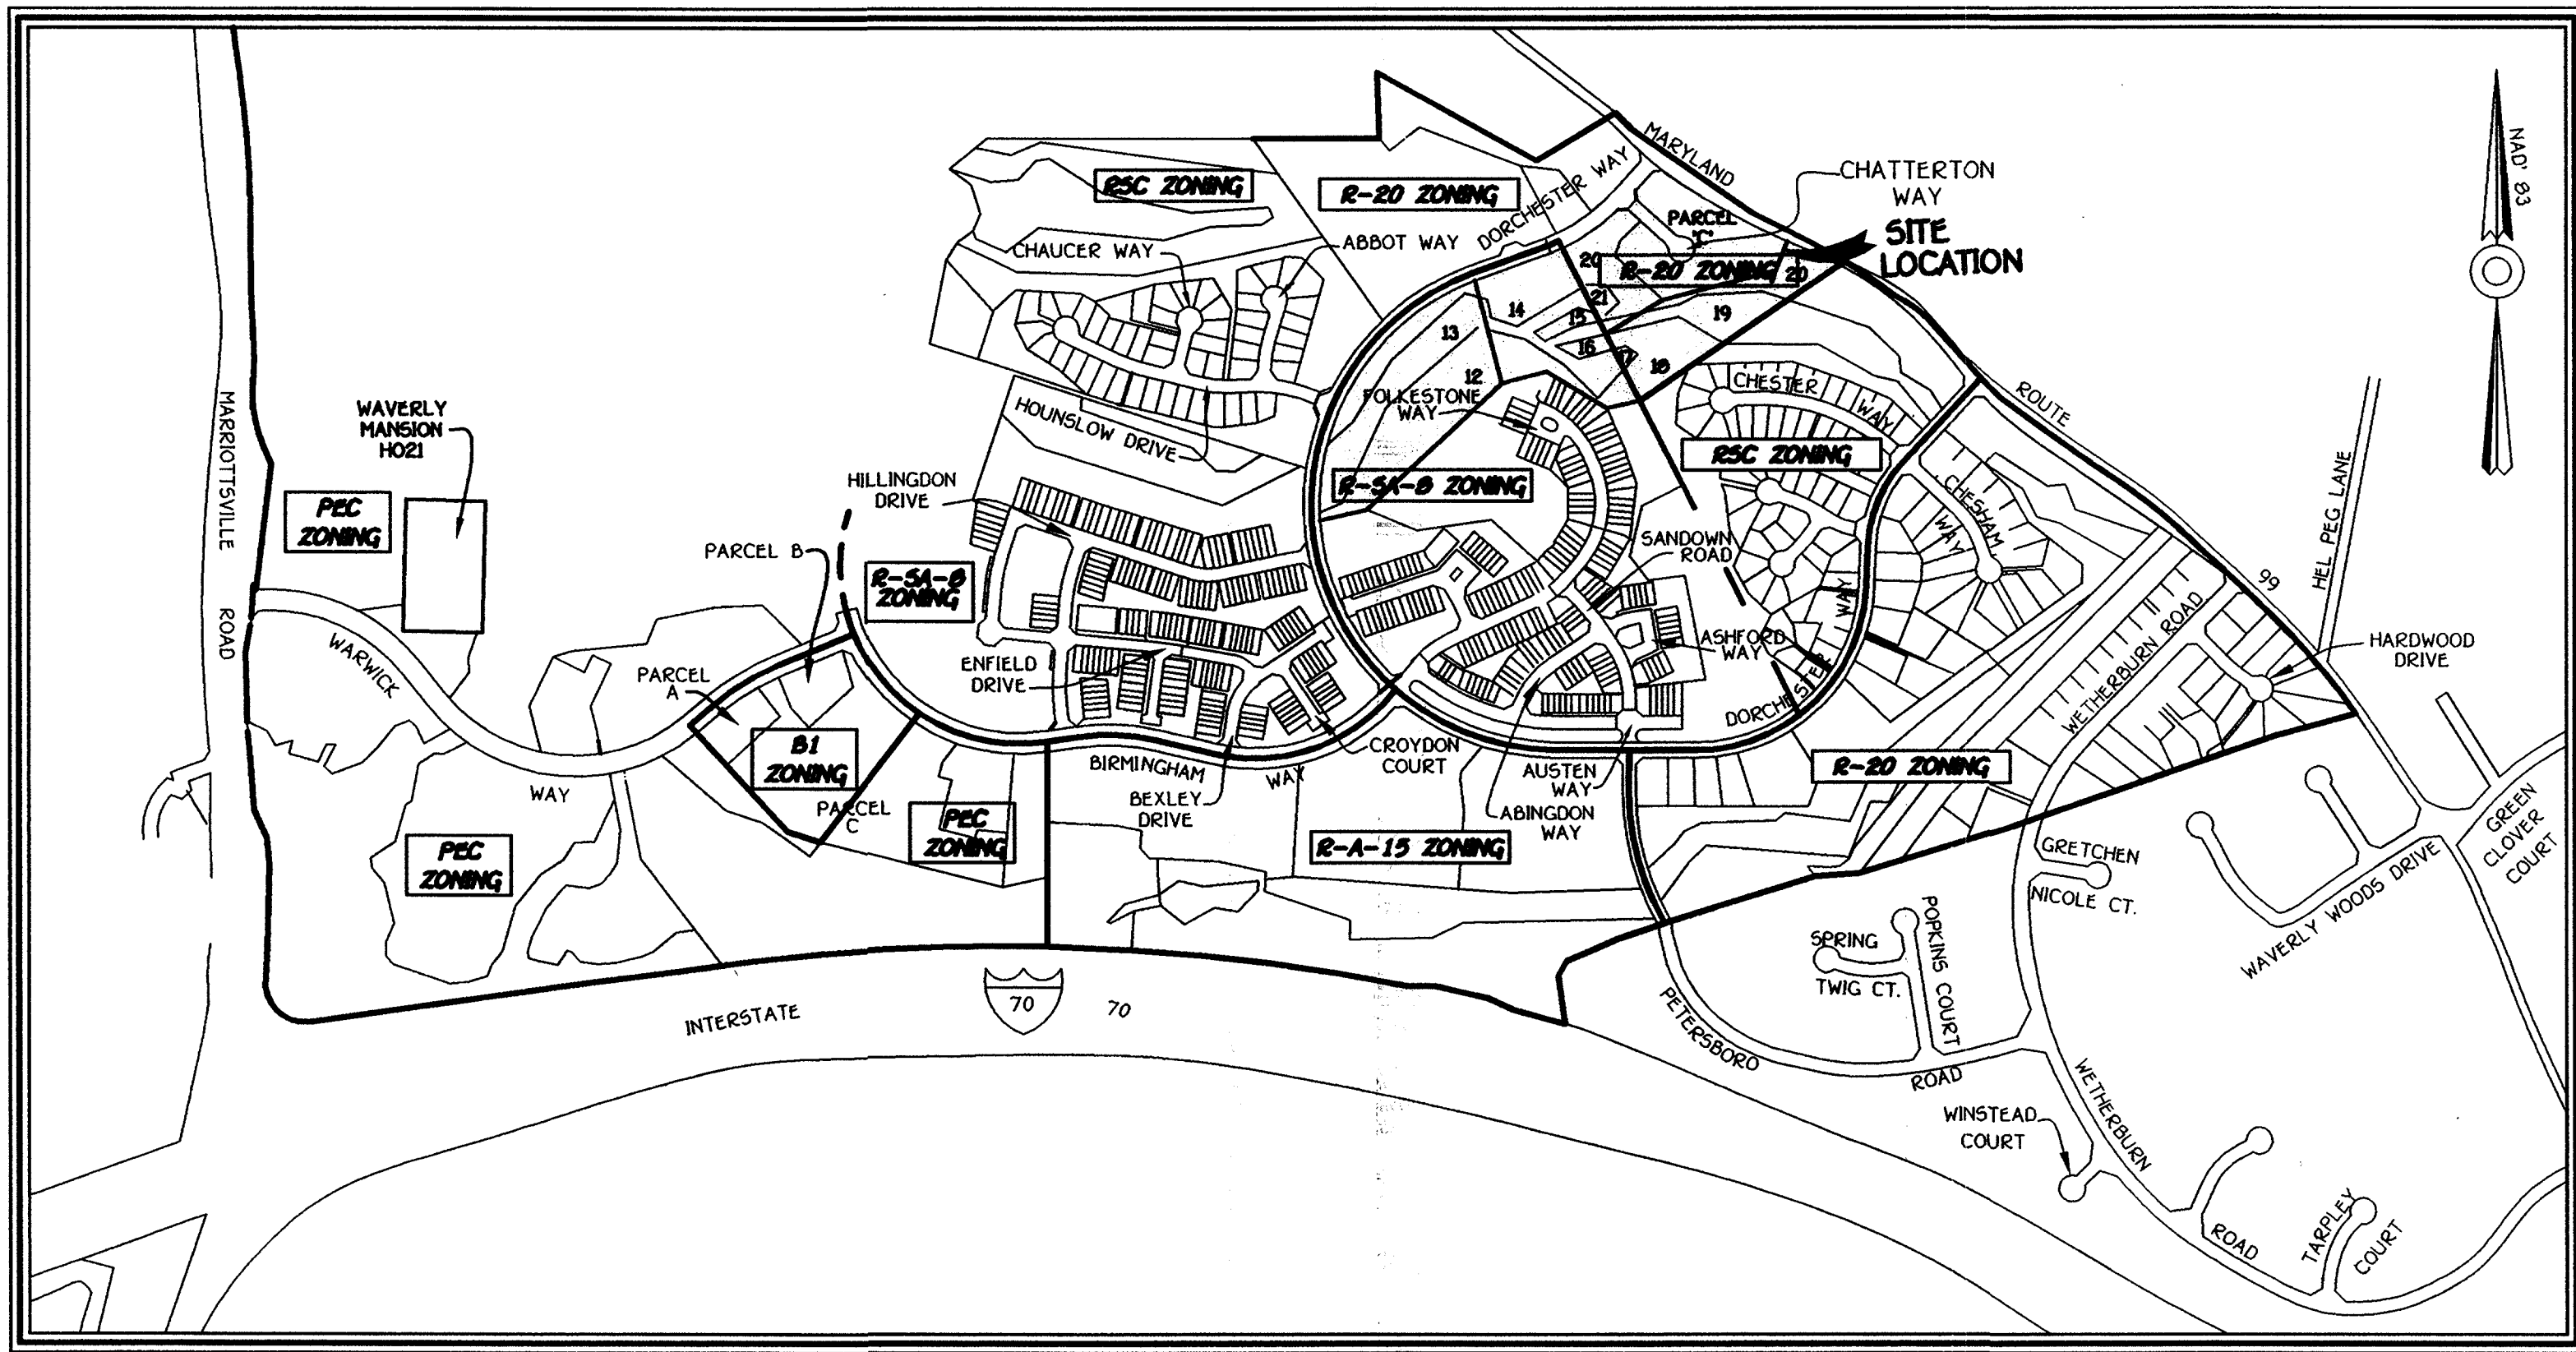 MARYLAND
CHATTERTON
WAY
NAD' 83
DORCHESTER WAY
RSC ZONING
R-20 ZONING
PARCEL
'C'
SITE
LOCATION
CHAUCER WAY
ABBOT WAY
20
R-20 ZONING
20
21
14
15
19
13
16
17
18
12
FOLKESTONE
WAY
CHESTER
WAY
ROUTE
MARRIOTTSVILLE
ROAD
WAVERLY
MANSION
HO21
HOUNSLOW DRIVE
RSC ZONING
HILLINGDON
DRIVE
R-SA-8 ZONING
PEC
ZONING
CHESHAM
WAY
HEL PEG LANE
SANDOWN
ROAD
PARCEL B
R-SA-8
ZONING
99
WAY
WETHERBURN ROAD
WARWICK
ASHFORD
WAY
HARDWOOD
DRIVE
ENFIELD
DRIVE
PARCEL
A
DORCHESTER
B1
ZONING
CROYDON
COURT
BIRMINGHAM
WAY
AUSTEN
WAY
R-20 ZONING
WAY
BEXLEY
DRIVE
PARCEL
C
ABINGDON
WAY
PEC
ZONING
R-A-15 ZONING
GREEN
CLOVER
COURT
PEC
ZONING
GRETCHEN
NICOLE CT.
WAVERLY WOODS DRIVE
POPKINS COURT
SPRING
TWIG CT.
INTERSTATE
70
70
PETERSBORO
ROAD
WETHERBURN
WINSTEAD
COURT
ROAD
TARPLEY
COURT